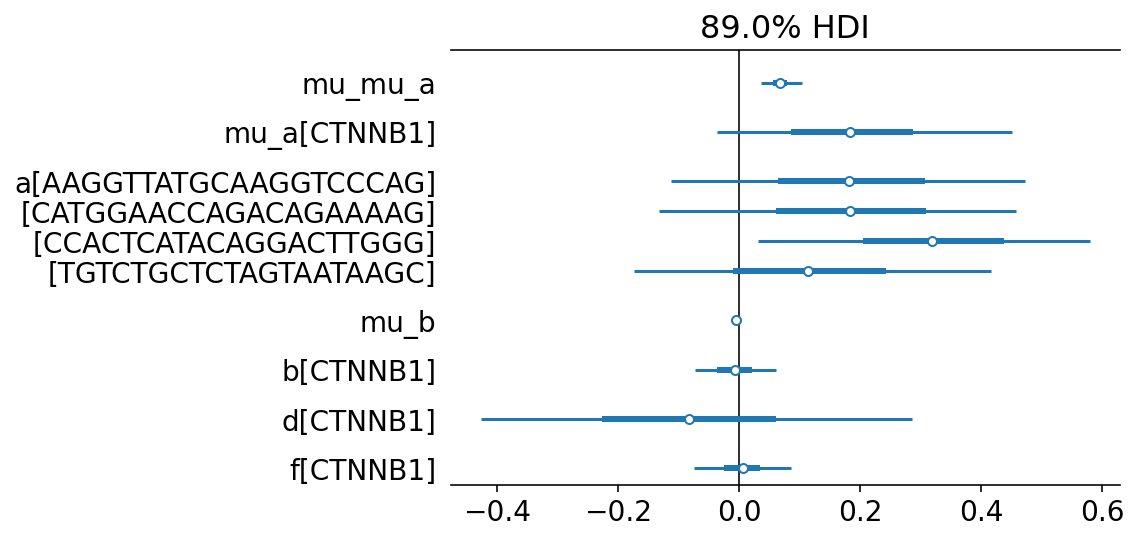 89.0% HDI
mu_mu_a
mu_a[CTNNB1]
a[AAGGTTATGCAAGGTCCCAG]
[CATGGAACCAGACAGAAAAG]
[CCACTCATACAGGACTTGGG]
[TGTCTGCTCTAGTAATAAGC]
mu_b
b[CTNNB1]
d[CTNNB1]
f[CTNNB1]
−0.4 −0.2 0.0 0.2 0.4 0.6